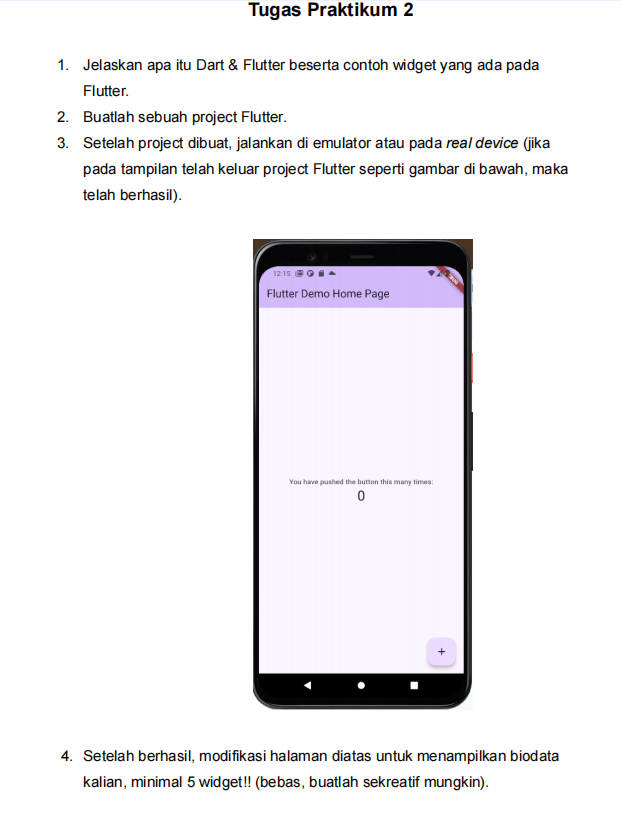 Tugas Praktikum 2
1. Jelaskan apa itu Dart & Flutter beserta contoh widget yang ada pada
Flutter.
2. Buatlah sebuah project Flutter.
3. Setelah project dibuat, jalankan di emulator atau pada real device (jika
pada tampilan telah keluar project Flutter seperti gambar di bawah, maka
telah berhasil).
12:15
Flutter Demo Home Page
You have pushed the button this many times:
0
+
4. Setelah berhasil, modifikasi halaman diatas untuk menampilkan biodata
kalian, minimal 5 widget!! (bebas, buatlah sekreatif mungkin).